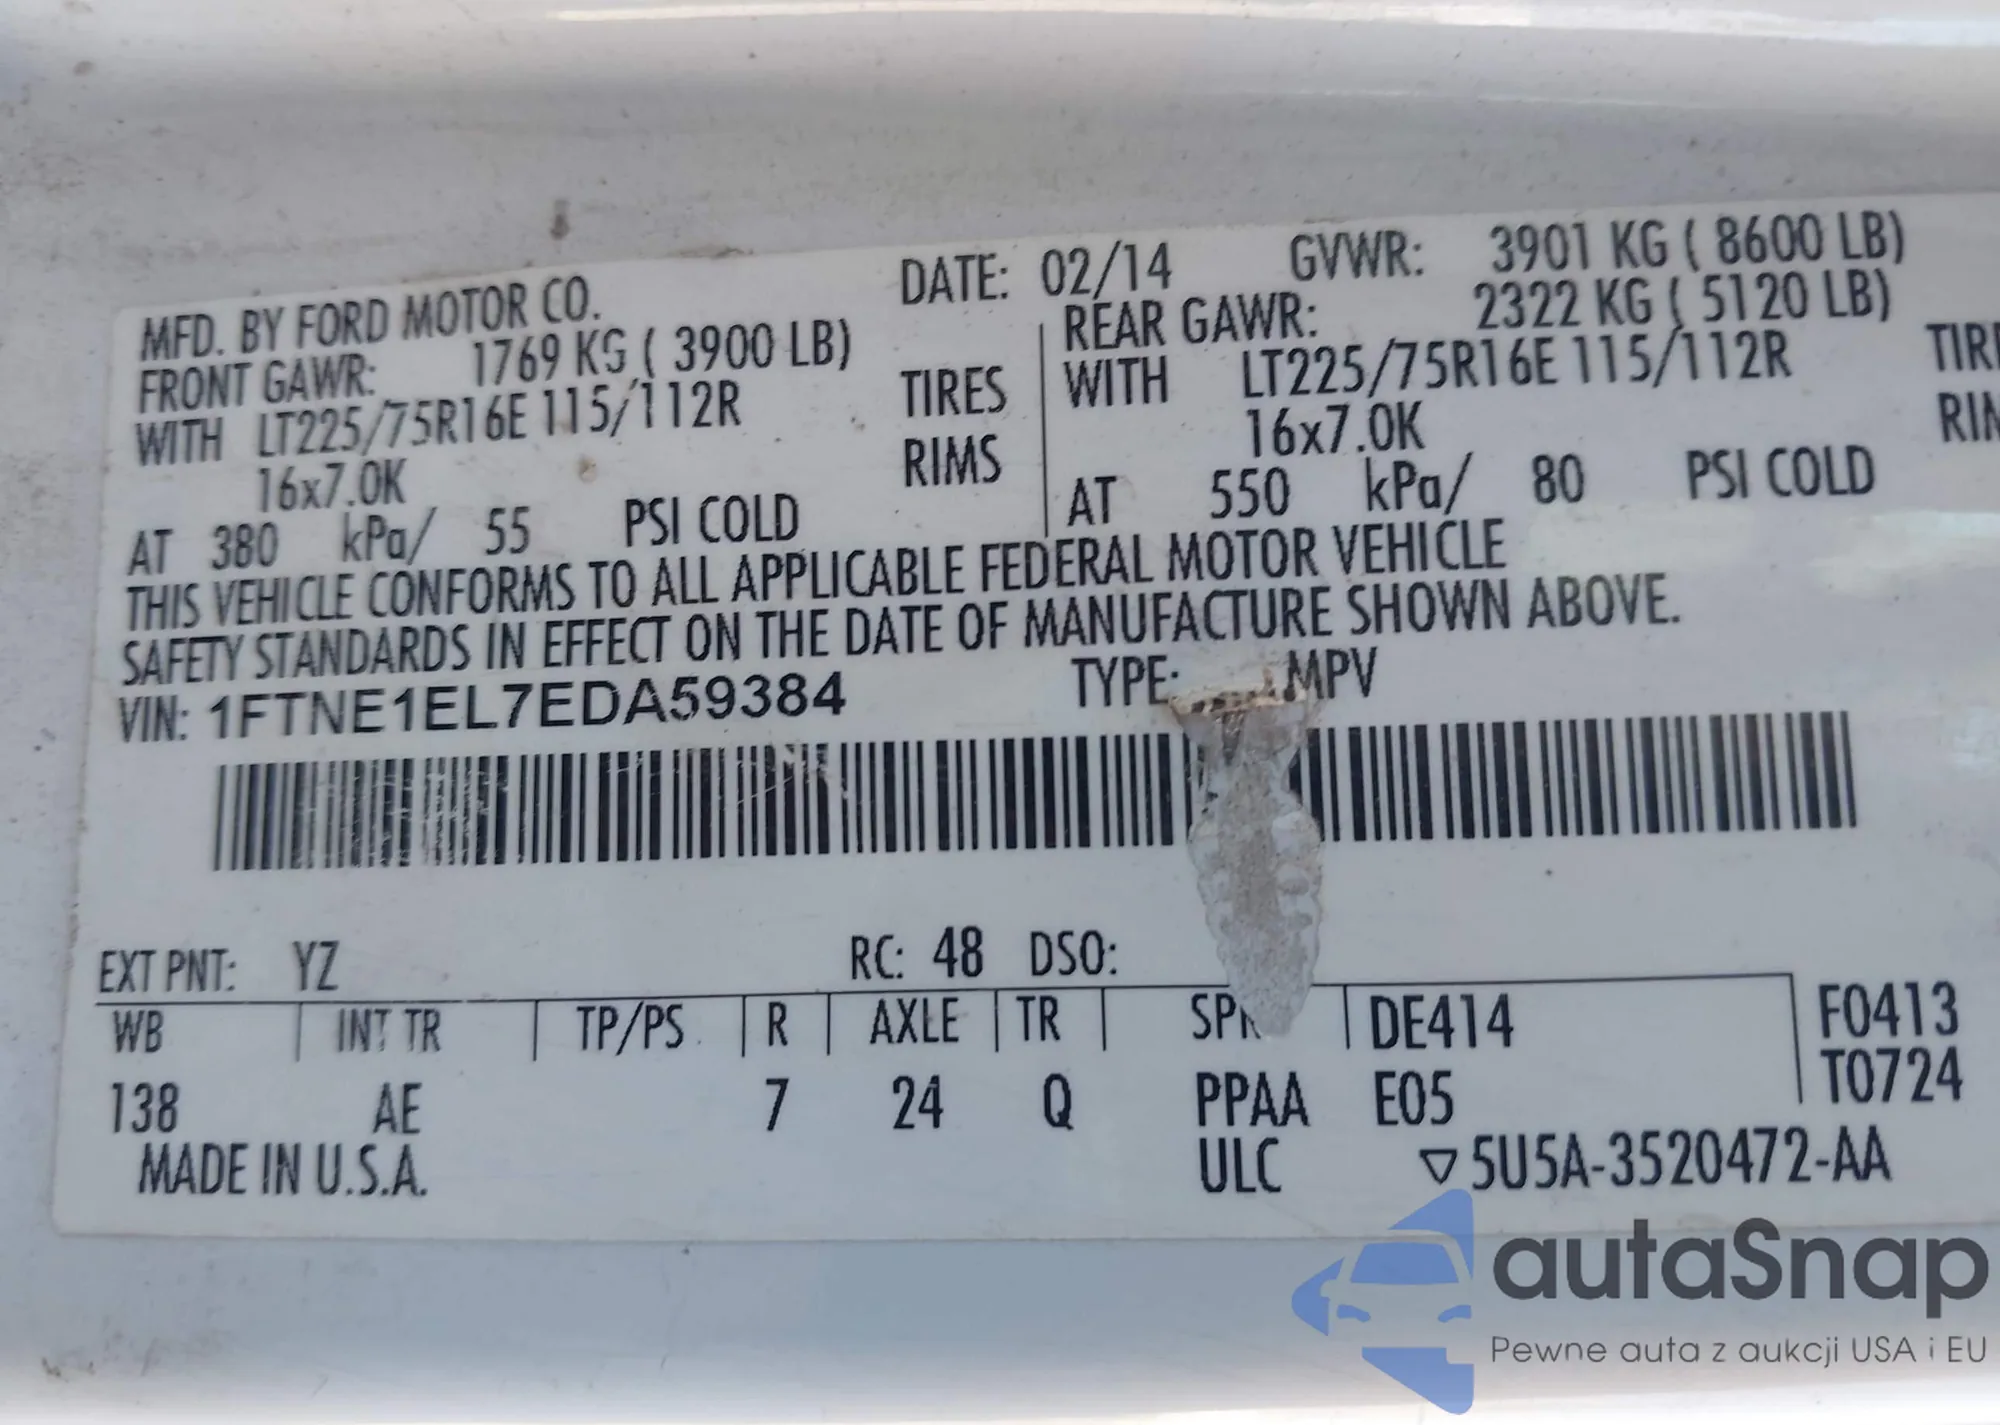 MFD. BY FORD MOTOR CO. DATE: 02/14 GVWR: 3901 KG ( 8600 LB)
FRONT GAWR: 1769 KG ( 3900 LB) REAR GAWR: 2322 KG ( 5120 LB)
WITH LT225/75R16E 115/112R TIRES WITH LT225/75R16E 115/112R
16x7.0K RIMS 16x7.0K
AT 380 kPa/ 55 PSI COLD AT 550 kPa/ 80 PSI COLD
THIS VEHICLE CONFORMS TO ALL APPLICABLE FEDERAL MOTOR VEHICLE
SAFETY STANDARDS IN EFFECT ON THE DATE OF MANUFACTURE SHOWN ABOVE.
VIN: 1FTNE1EL7EDA59384 TYPE: MPV
EXT PNT: YZ RC: 48 DSO:
WB INT TR TP/PS R AXLE TR DE414 F0413
138 AE 7 24 Q PPAA E05 T0724
MADE IN U.S.A. ULC ▽5U5A-3520472-AA
autaSnap
Pewne auta z aukcji USA i EU